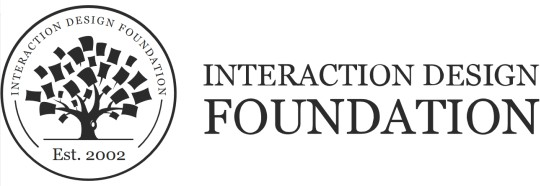 INTERACTION DESIGN FOUNDATION
Est. 2002
INTERACTION DESIGN
FOUNDATION